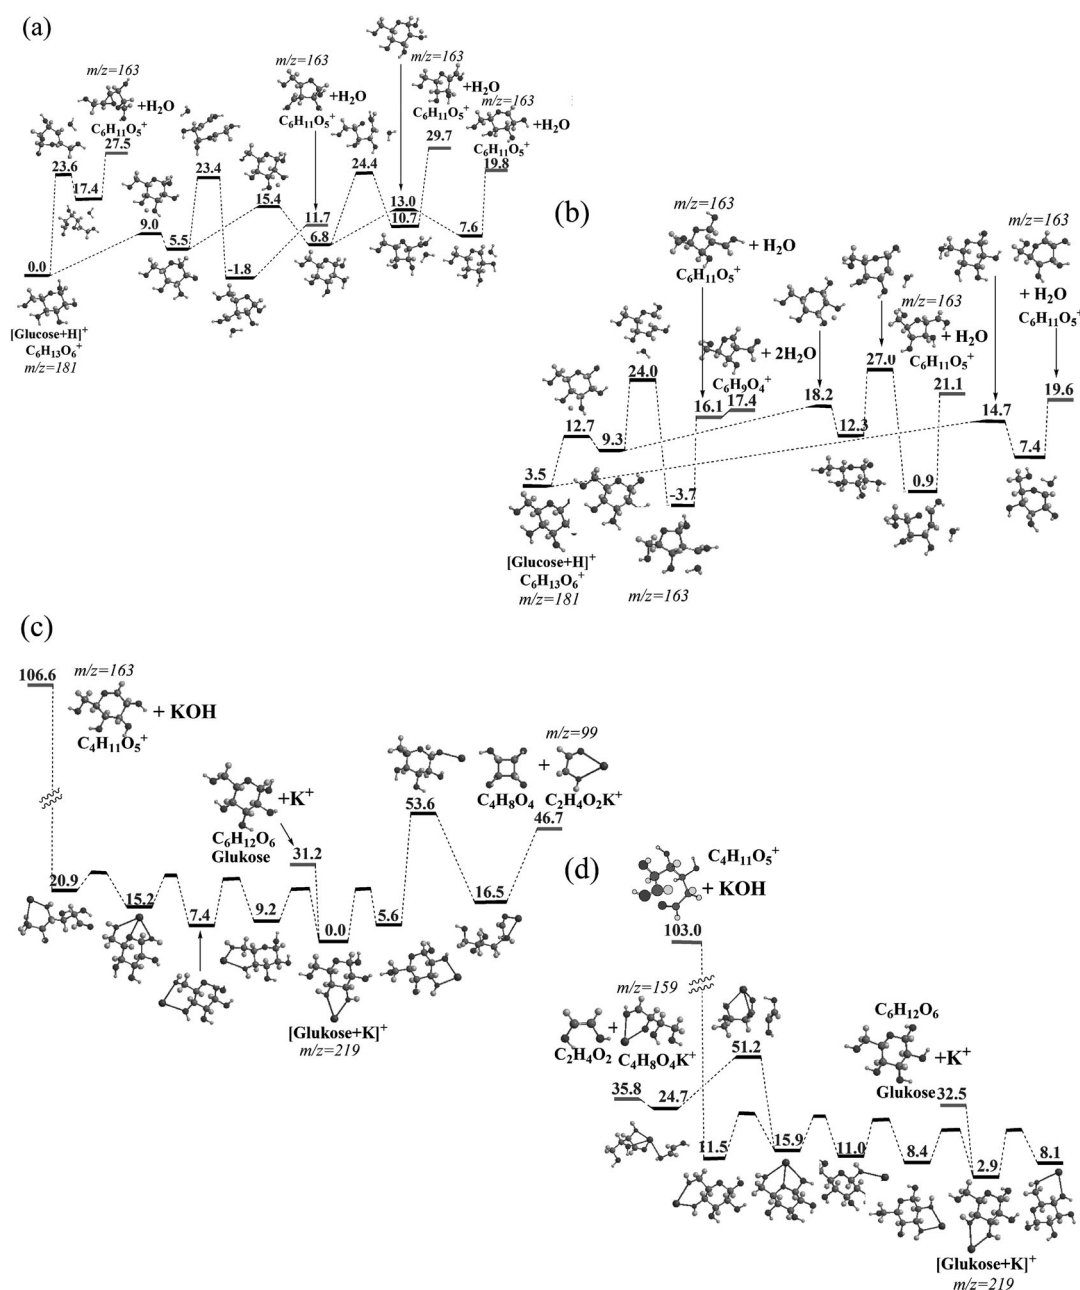 (a)
m/z=163
+H₂O
C₆H₁₁O₅⁺
27.5
23.6
17.4
0.0
[Glucose+H]⁺
C₆H₁₃O₆⁺
m/z=181
9.0
5.5
23.4
-1.8
15.4
m/z=163
+H₂O
C₆H₁₁O₅⁺
11.7
6.8
24.4
13.0
10.7
m/z=163
+H₂O
C₆H₁₁O₅⁺
29.7
7.6
m/z=163
+H₂O
C₆H₁₁O₅⁺
19.8
(b)
m/z=163
+ H₂O
C₆H₁₁O₅⁺
3.5
[Glucose+H]⁺
C₆H₁₃O₆⁺
m/z=181
12.7
9.3
24.0
-3.7
m/z=163
16.1
+ 2H₂O
C₆H₉O₄⁺
17.4
18.2
12.3
27.0
0.9
m/z=163
+ H₂O
C₆H₁₁O₅⁺
21.1
14.7
7.4
m/z=163
+ H₂O
C₆H₁₁O₅⁺
19.6
(c)
106.6
m/z=163
+ KOH
C₄H₁₁O₅⁺
20.9
15.2
7.4
9.2
+K⁺
C₆H₁₂O₆
Glukose
31.2
0.0
[Glukose+K]⁺
m/z=219
5.6
53.6
16.5
m/z=99
+
C₄H₈O₄
C₂H₄O₂K⁺
46.7
(d)
C₄H₁₁O₅⁺
+ KOH
103.0
m/z=159
+
C₂H₄O₂
C₄H₈O₄K⁺
35.8
24.7
51.2
11.5
15.9
11.0
8.4
C₆H₁₂O₆
+K⁺
Glukose
32.5
2.9
8.1
[Glukose+K]⁺
m/z=219